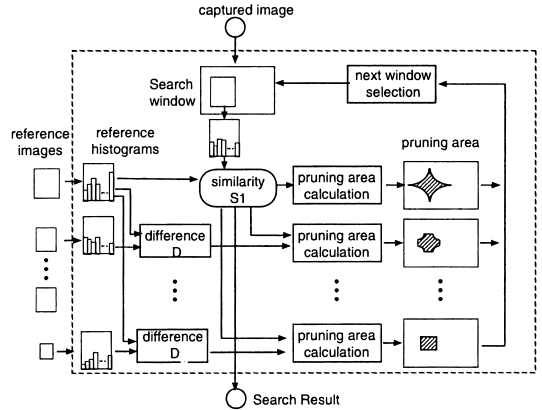 captured image
Search
window
next window
selection
reference
images
reference
histograms
pruning area
similarity
S1
pruning area
calculation
difference
D
pruning area
calculation
difference
D
pruning area
calculation
Search Result